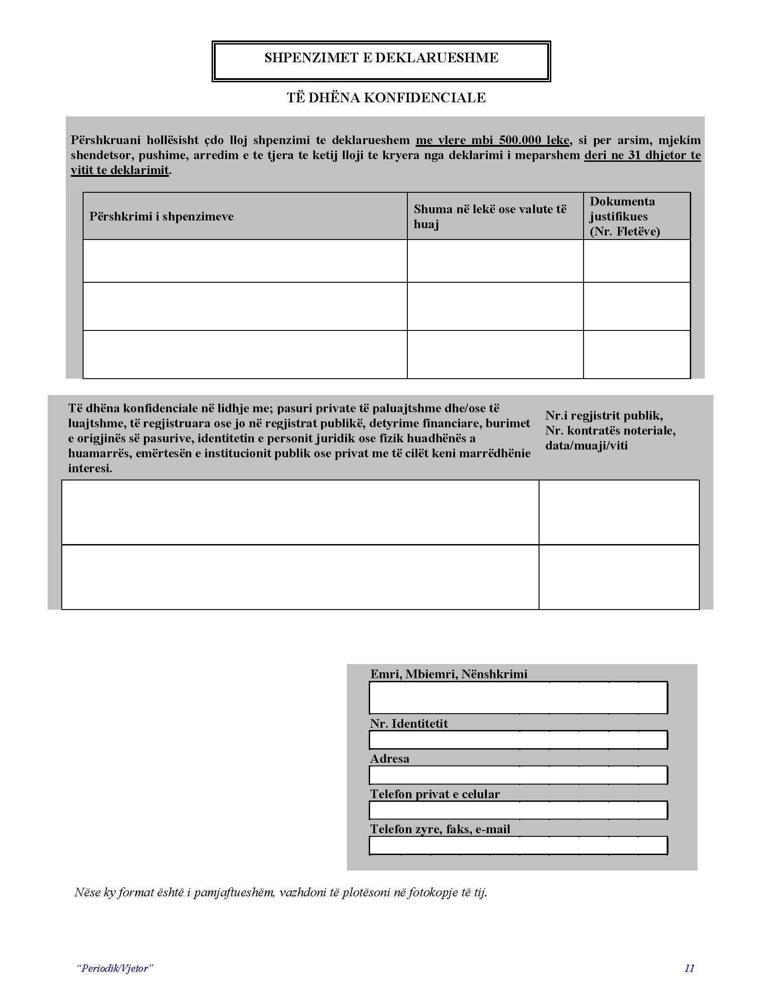 SHPENZIMET E DEKLARUESHME
TË DHËNA KONFIDENCIALE
Përshkruani hollësisht çdo lloj shpenzimi te deklarueshem me vlere mbi 500.000 leke, si per arsim, mjekim
shendetsor, pushime, arredim e te tjera te ketij lloji te kryera nga deklarimi i meparshem deri ne 31 dhjetor te
vitit te deklarimit.
Përshkrimi i shpenzimeve
Shuma në lekë ose valute të
huaj
Dokumenta
justifikues
(Nr. Fletëve)
Të dhëna konfidenciale në lidhje me; pasuri private të paluajtshme dhe/ose të
luajtshme, të regjistruara ose jo në regjistrat publikë, detyrime financiare, burimet
e origjinës së pasurive, identitetin e personit juridik ose fizik huadhënës a
huamarrës, emërtesën e institucionit publik ose privat me të cilët keni marrëdhënie
interesi.
Nr.i regjistrit publik,
Nr. kontratës noteriale,
data/muaji/viti
Emri, Mbiemri, Nënshkrimi
Nr. Identitetit
Adresa
Telefon privat e celular
Telefon zyre, faks, e-mail
Nëse ky format është i pamjaftueshëm, vazhdoni të plotësoni në fotokopje të tij.
“Periodik/Vjetor”
11